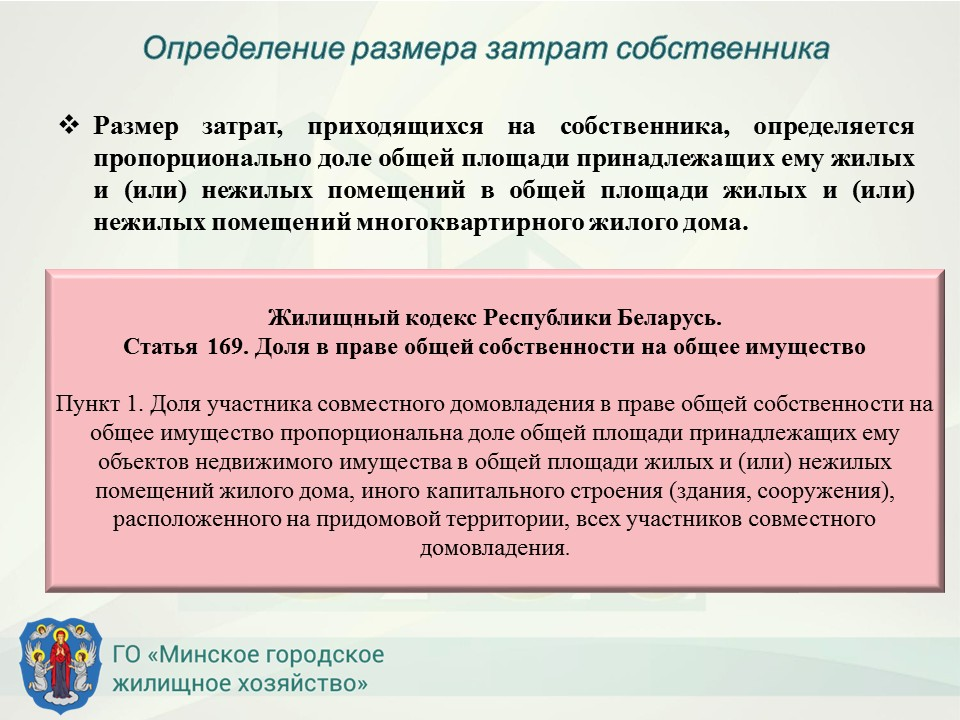 Определение размера затрат собственника
❖ Размер затрат, приходящихся на собственника, определяется
пропорционально доле общей площади принадлежащих ему жилых
и (или) нежилых помещений в общей площади жилых и (или)
нежилых помещений многоквартирного жилого дома.
Жилищный кодекс Республики Беларусь.
Статья 169. Доля в праве общей собственности на общее имущество
Пункт 1. Доля участника совместного домовладения в праве общей собственности на
общее имущество пропорциональна доле общей площади принадлежащих ему
объектов недвижимого имущества в общей площади жилых и (или) нежилых
помещений жилого дома, иного капитального строения (здания, сооружения),
расположенного на придомовой территории, всех участников совместного
домовладения.
ГО «Минское городское
жилищное хозяйство»